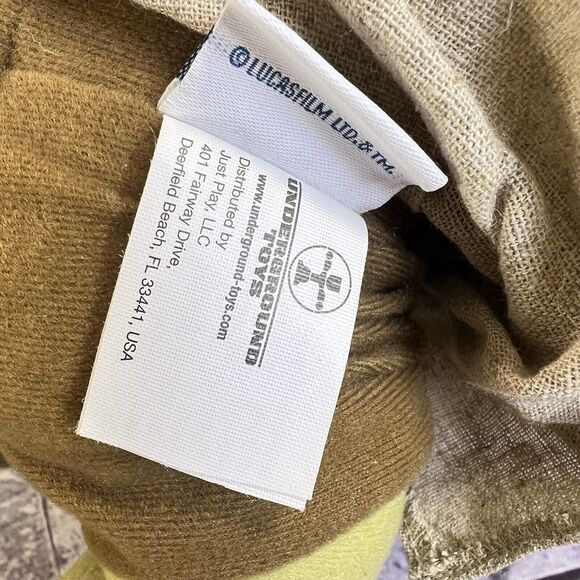 © LUCASFILM LTD. & TM.
UNDERGROUND
TOYS
www.underground-toys.com
Distributed by
Just Play, LLC
401 Fairway Drive,
Deerfield Beach, FL 33441, USA